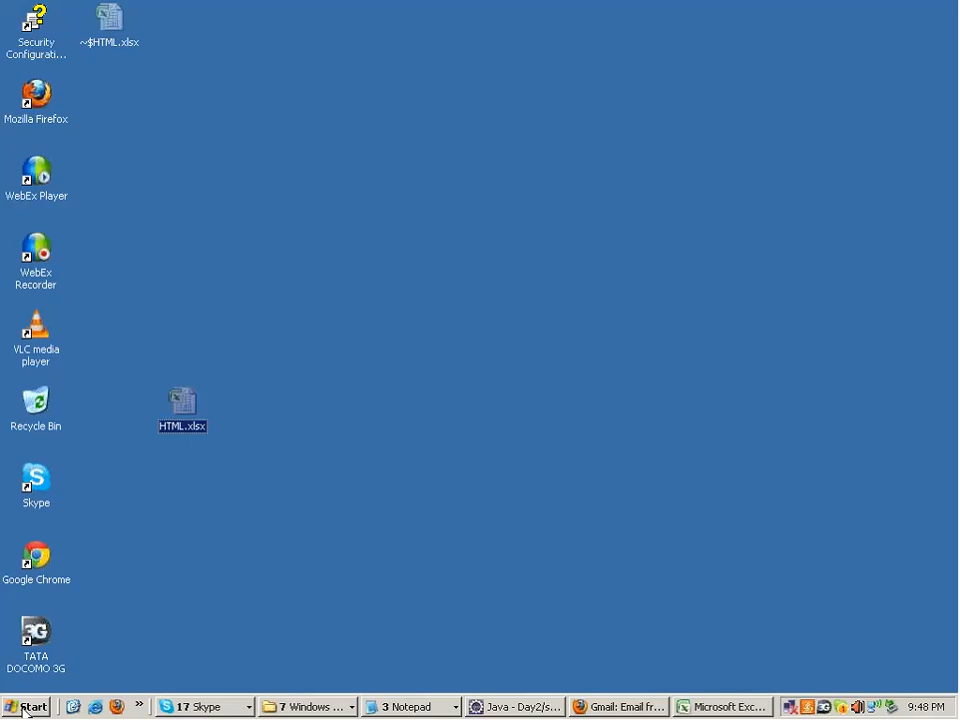 Security
Configurati...
~$HTML.xlsx
Mozilla Firefox
WebEx Player
WebEx
Recorder
VLC media
player
Recycle Bin
HTML.xlsx
Skype
Google Chrome
3G
TATA
DOCOMO 3G
Start
»
17 Skype
7 Windows ...
3 Notepad
Java - Day2/s...
Gmail: Email fr...
Microsoft Exc...
9:48 PM